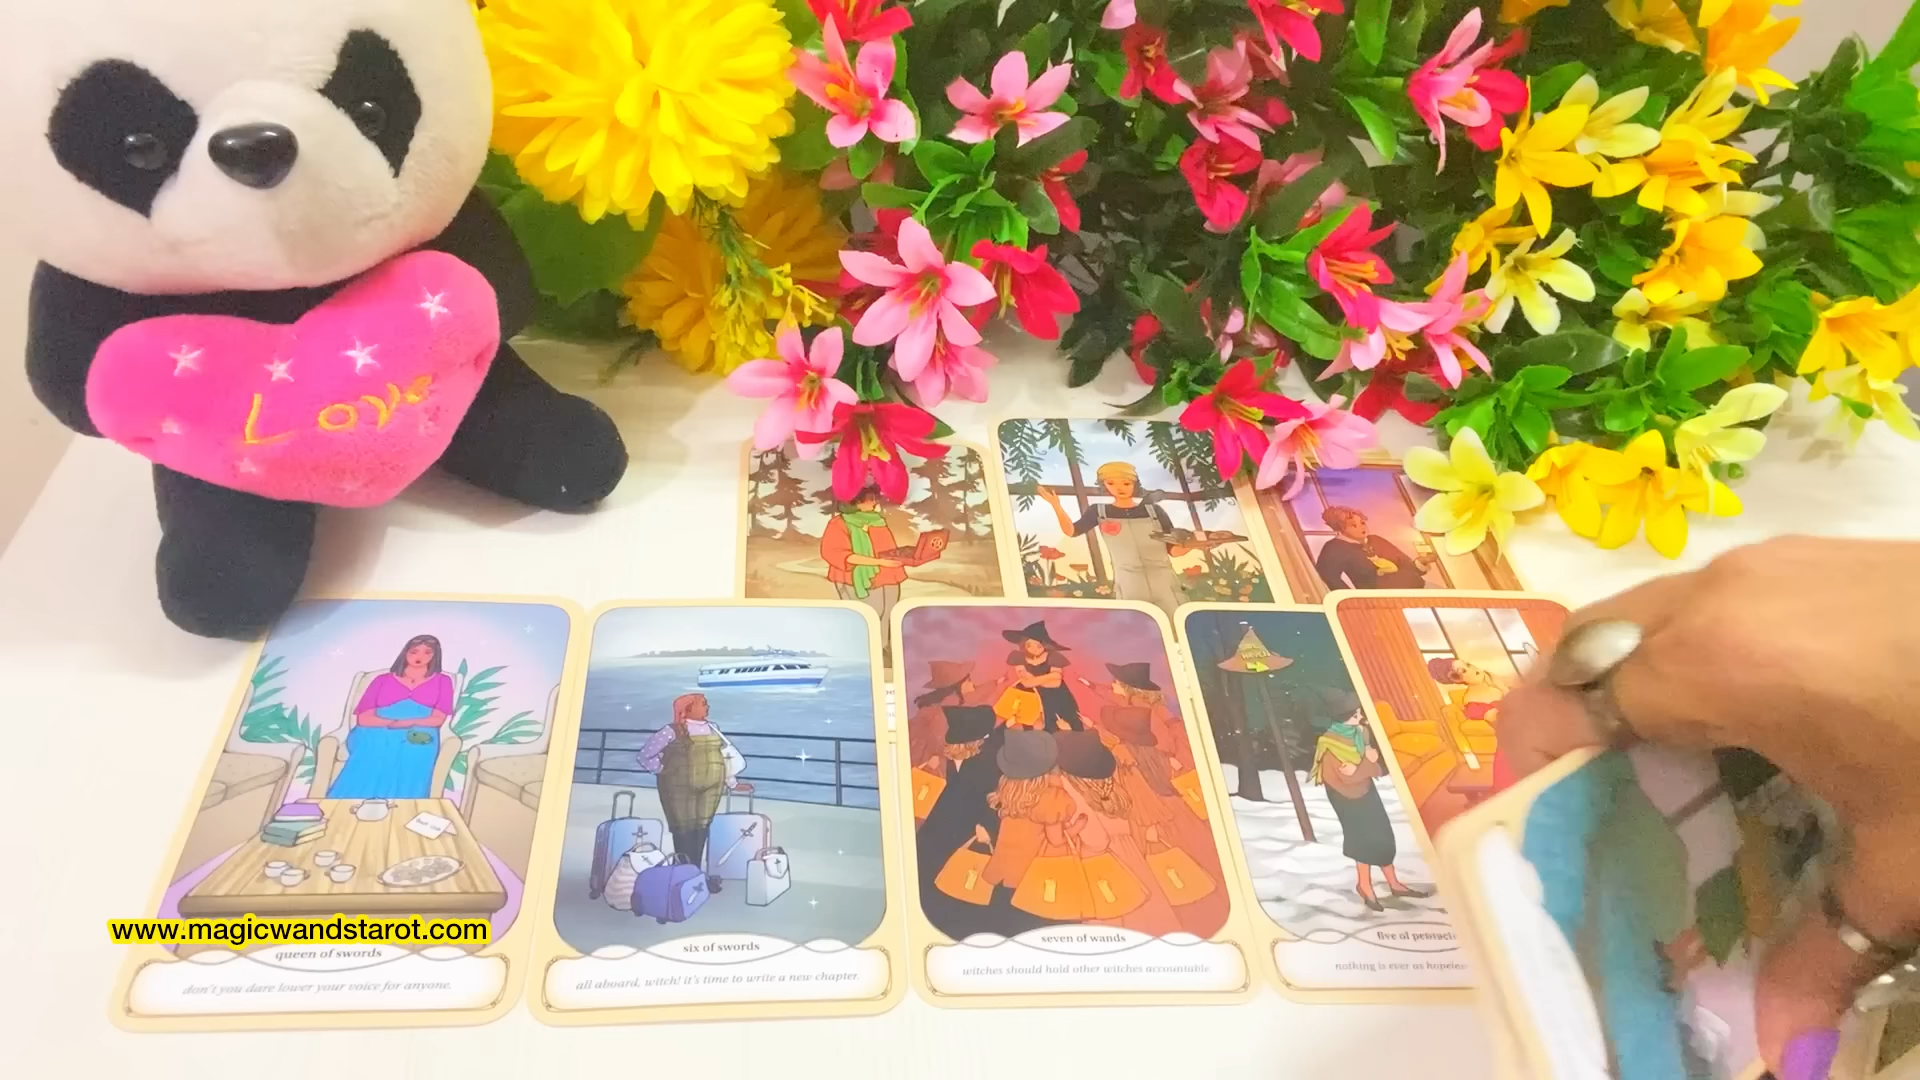 Love
www.magicwandstarot.com
queen of swords
don't you dare lower your voice for anyone.
six of swords
all aboard, witch! it's time to write a new chapter.
seven of wands
witches should hold other witches accountable
five of pentacle
nothing is ever as